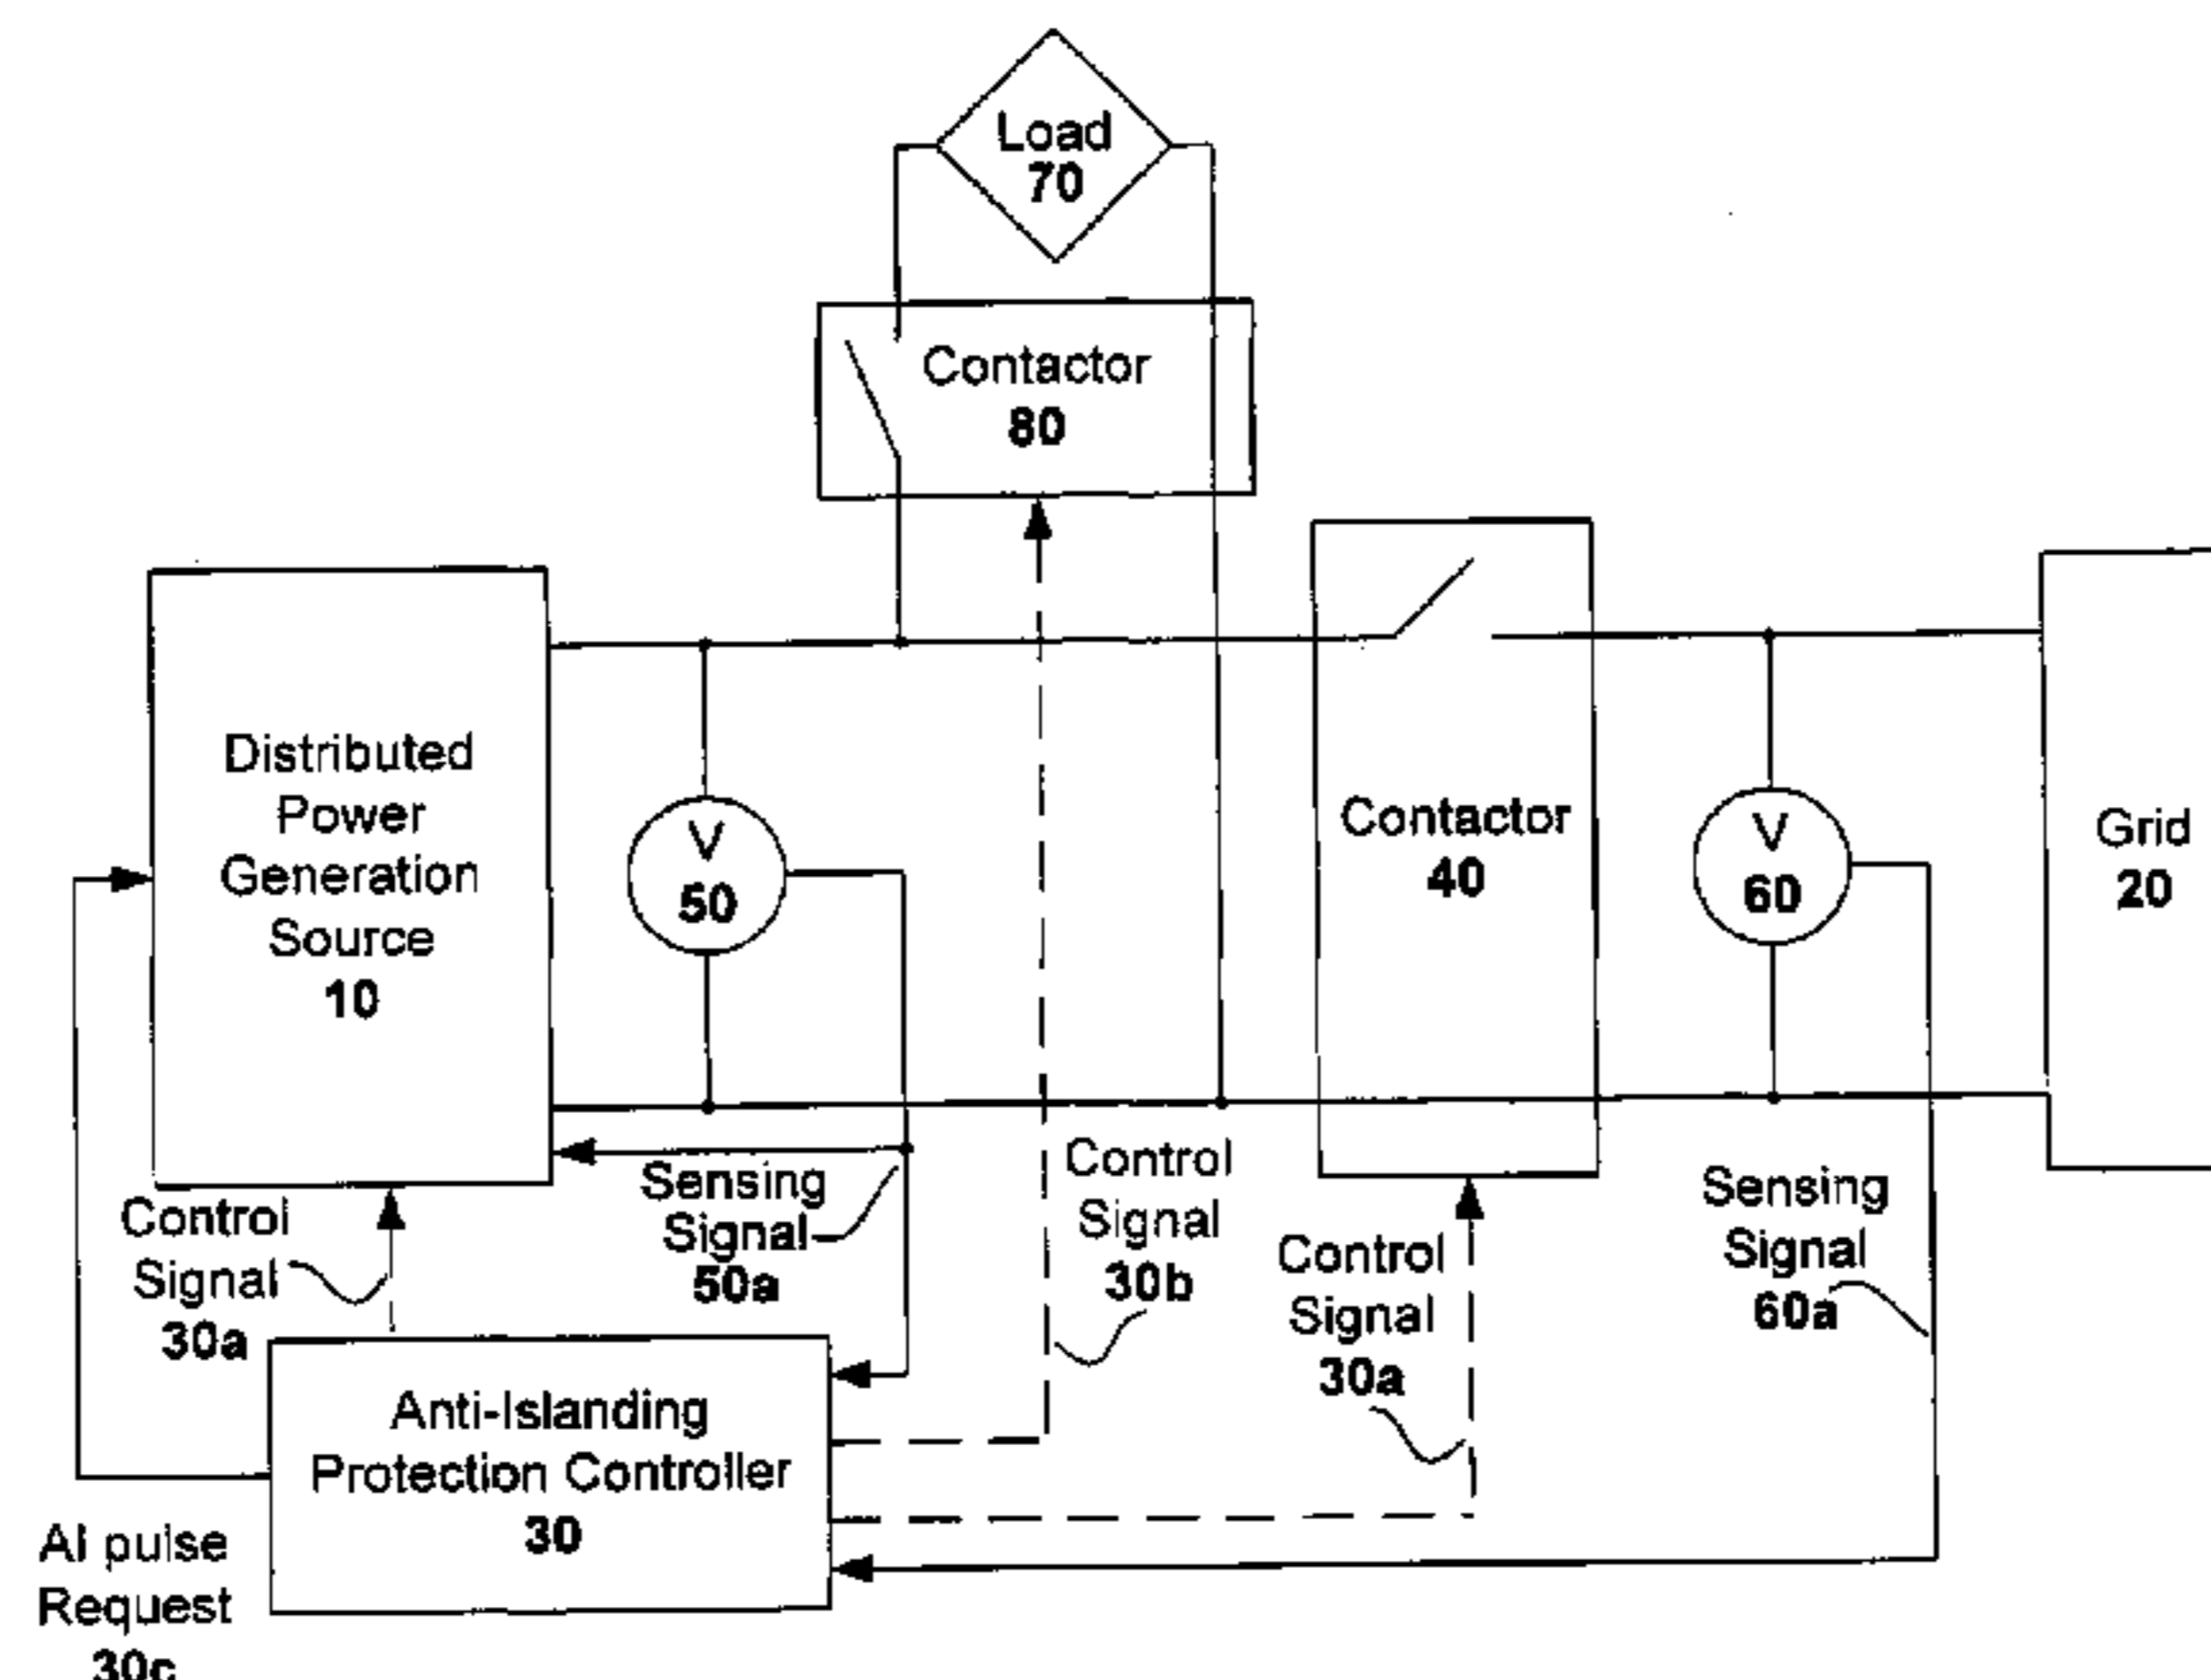 Load
70
Contactor
80
Distributed
Power
Generation
Source
10
V
50
Contactor
40
V
60
Grid
20
Control
Signal
30a
Sensing
Signal
50a
Control
Signal
30b
Control
Signal
30a
Sensing
Signal
60a
Anti-Islanding
Protection Controller
30
AI pulse
Request
30c